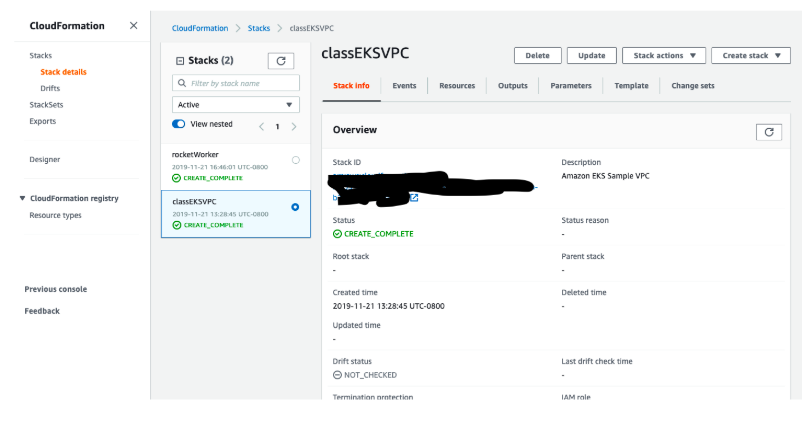 CloudFormation
Stacks
Stack details
Drifts
StackSets
Exports
Designer
CloudFormation registry
Resource types
Previous console
Feedback
CloudFormation > Stacks > classEKSVPC
Stacks (2)
Filter by stack name
Active
View nested
< 1 >
rocketWorker
2019-11-21 16:46:01 UTC-0800
CREATE_COMPLETE
classEKSVPC
2019-11-21 13:28:45 UTC-0800
CREATE_COMPLETE
classEKSVPC
Delete Update Stack actions Create stack
Stack info Events Resources Outputs Parameters Template Change sets
Overview
Stack ID
Description
Amazon EKS Sample VPC
Status
CREATE_COMPLETE
Status reason
-
Root stack
-
Parent stack
-
Created time
2019-11-21 13:28:45 UTC-0800
Deleted time
-
Updated time
-
Drift status
NOT_CHECKED
Last drift check time
-
Termination protection
IAM role